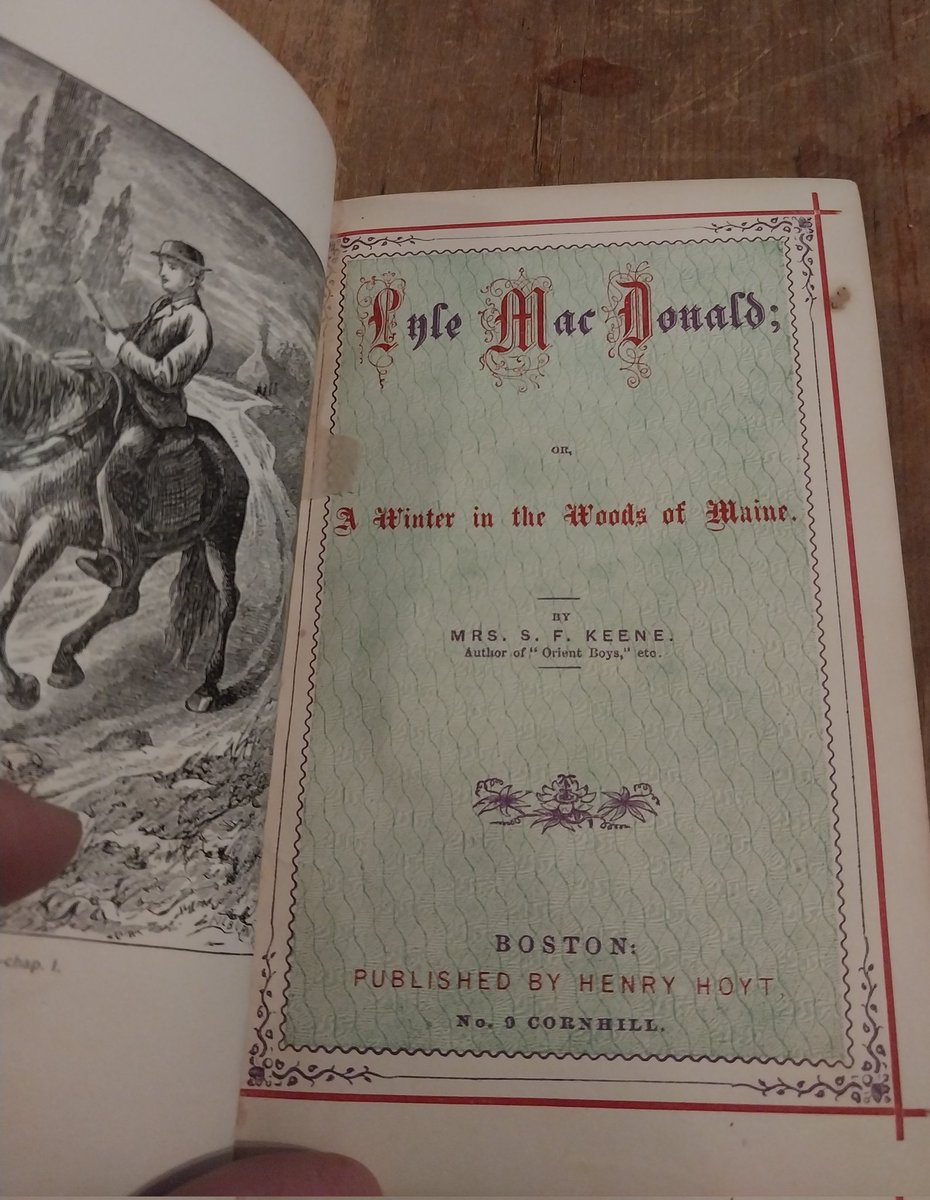 chap. I.
Lyle Mac Donald;
OR,
A Winter in the Woods of Maine.
BY
MRS. S. F. KEENE.
Author of "Orient Boys," etc.
BOSTON:
PUBLISHED BY HENRY HOYT,
No. 9 CORNHILL.